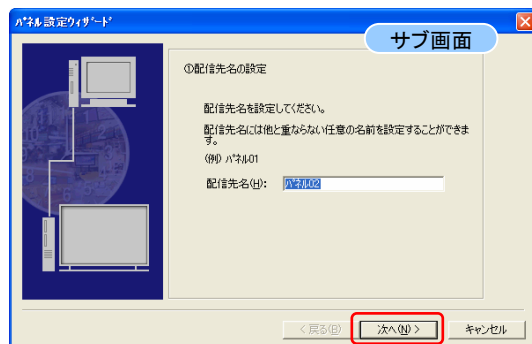 ﾊﾟﾈﾙ設定ｳｨｻﾞｰﾄﾞ
サブ画面
①配信先名の設定
配信先名を設定してください。
配信先名には他と重ならない任意の名前を設定することができま
す。
(例) ﾊﾟﾈﾙ01
配信先名(H):
パネル02
< 戻る(B)
次へ(N) >
キャンセル